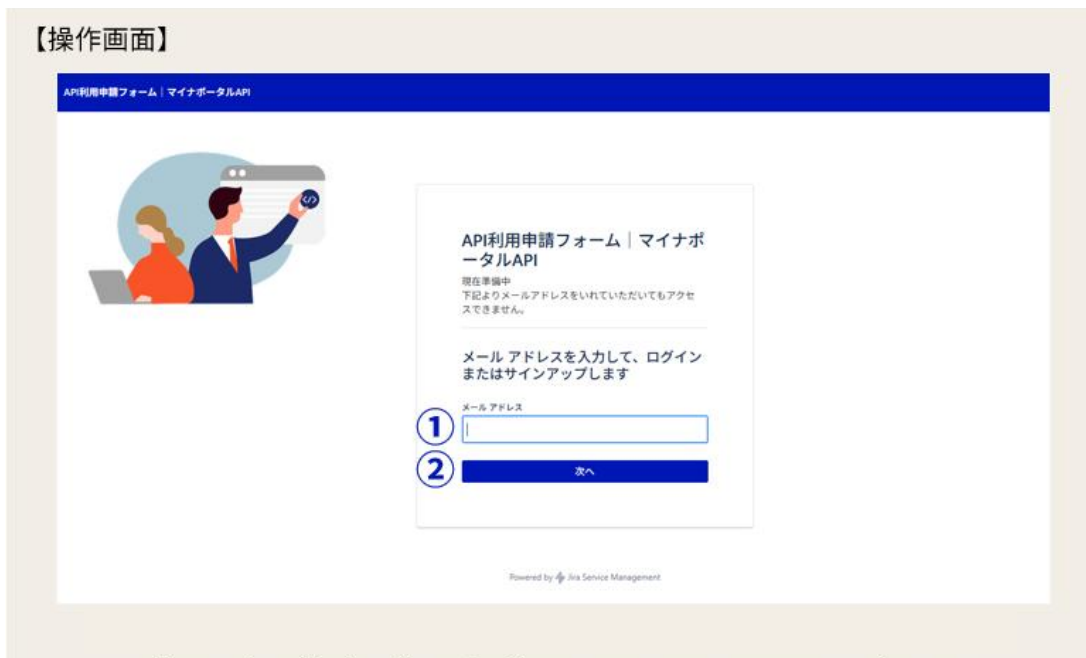 【操作画面】
API利用申請フォーム｜マイナポータルAPI
</>
API利用申請フォーム｜マイナポ
ータルAPI
現在準備中
下記よりメールアドレスをいれていただいてもアクセ
スできません。
メール アドレスを入力して、ログイン
またはサインアップします
メール アドレス
①
②
次へ
Powered by Jira Service Management